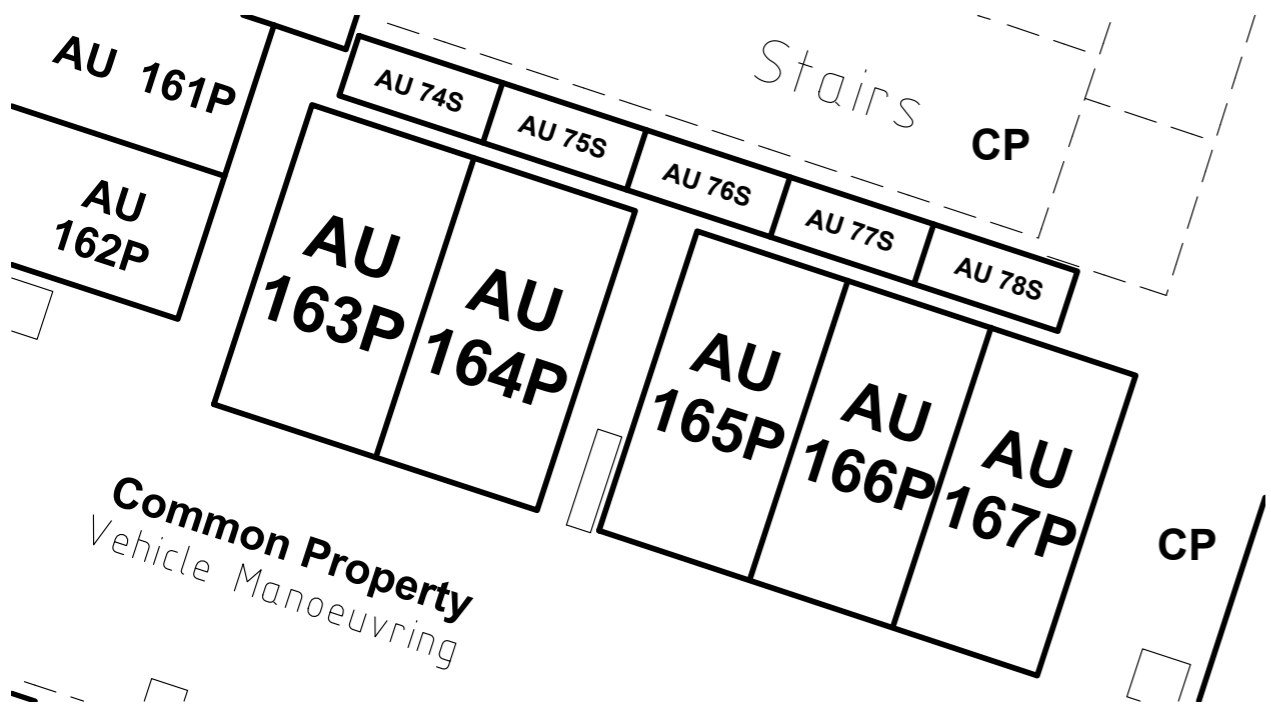 AU 161P
AU
162P
AU 74S
AU 75S
AU 76S
AU 77S
AU 78S
Stairs
CP
AU
163P
AU
164P
AU
165P
AU
166P
AU
167P
Common Property
Vehicle Manoeuvring
CP